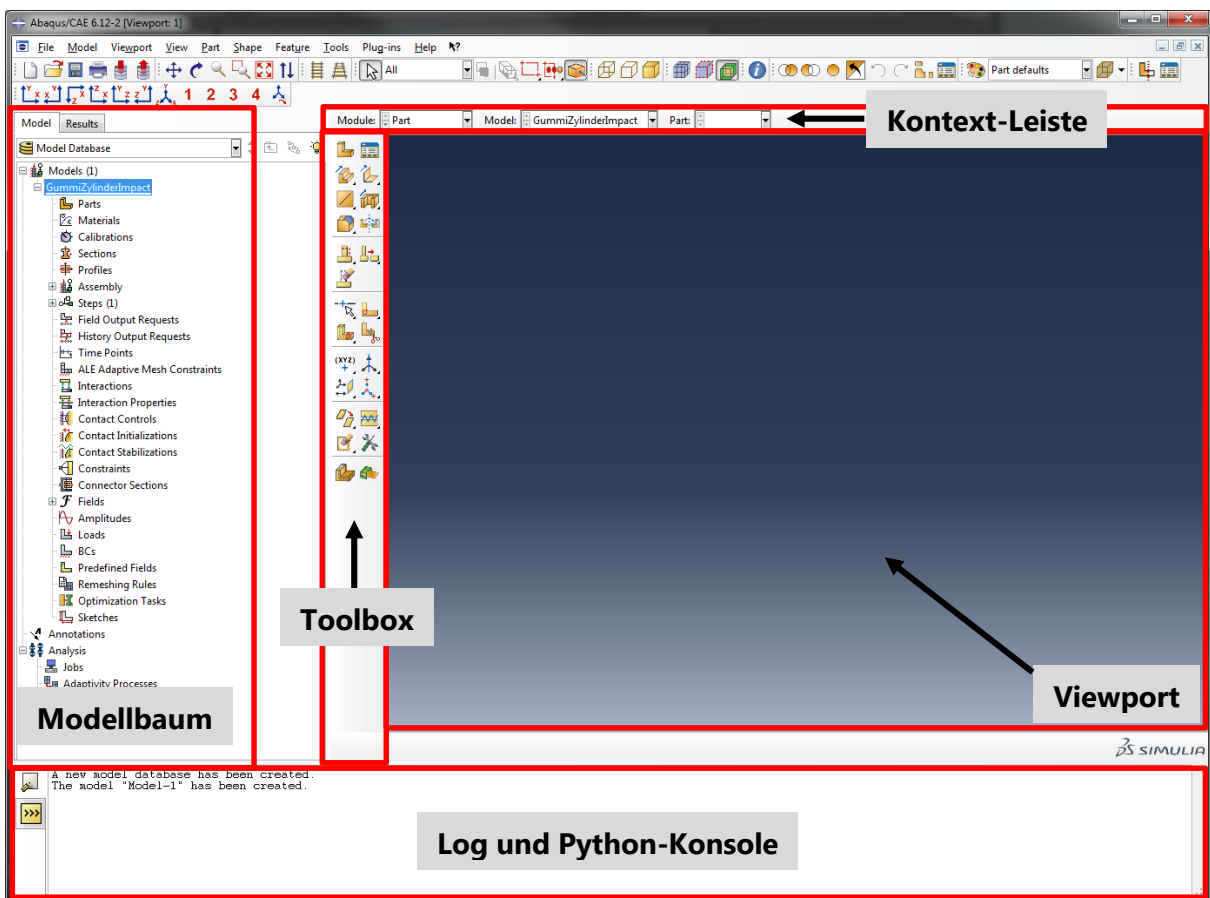 Abaqus/CAE 6.12-2 [Viewport: 1]
File Model Viewport View Part Shape Feature Tools Plug-ins Help
All
Part defaults
1 2 3 4
Model Results
Module: Part Model: GummiZylinderImpact Part:
Kontext-Leiste
Model Database
Models (1)
GummiZylinderImpact
Parts
Materials
Calibrations
Sections
Profiles
Assembly
Steps (1)
Field Output Requests
History Output Requests
Time Points
ALE Adaptive Mesh Constraints
Interactions
Interaction Properties
Contact Controls
Contact Initializations
Contact Stabilizations
Constraints
Connector Sections
Fields
Amplitudes
Loads
BCs
Predefined Fields
Remeshing Rules
Optimization Tasks
Sketches
Annotations
Analysis
Jobs
Adaptivity Processes
Modellbaum
(XYZ)
Toolbox
Viewport
SIMULIA
A new model database has been created.
The model "Model-1" has been created.
>>>
Log und Python-Konsole